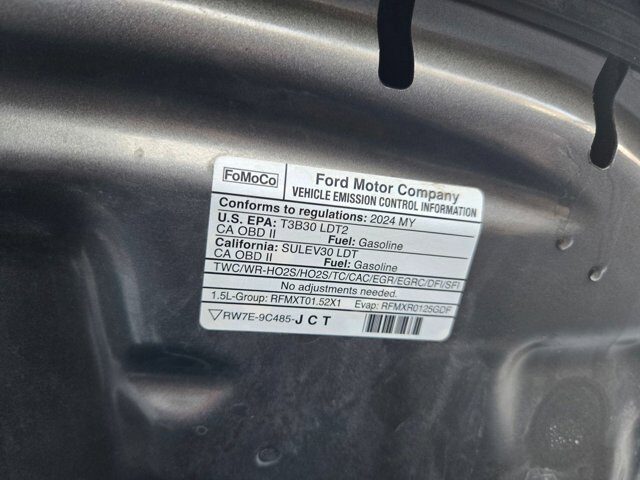 FoMoCo
Ford Motor Company
VEHICLE EMISSION CONTROL INFORMATION
Conforms to regulations: 2024 MY
U.S. EPA: T3B30 LDT2
CA OBD II Fuel: Gasoline
California: SULEV30 LDT
CA OBD II Fuel: Gasoline
TWC/WR-HO2S/HO2S/TC/CAC/EGR/EGRC/DFI/SFI
No adjustments needed.
1.5L-Group: RFMXT01.52X1 Evap: RFMXR0125GDF
RW7E-9C485-JCT